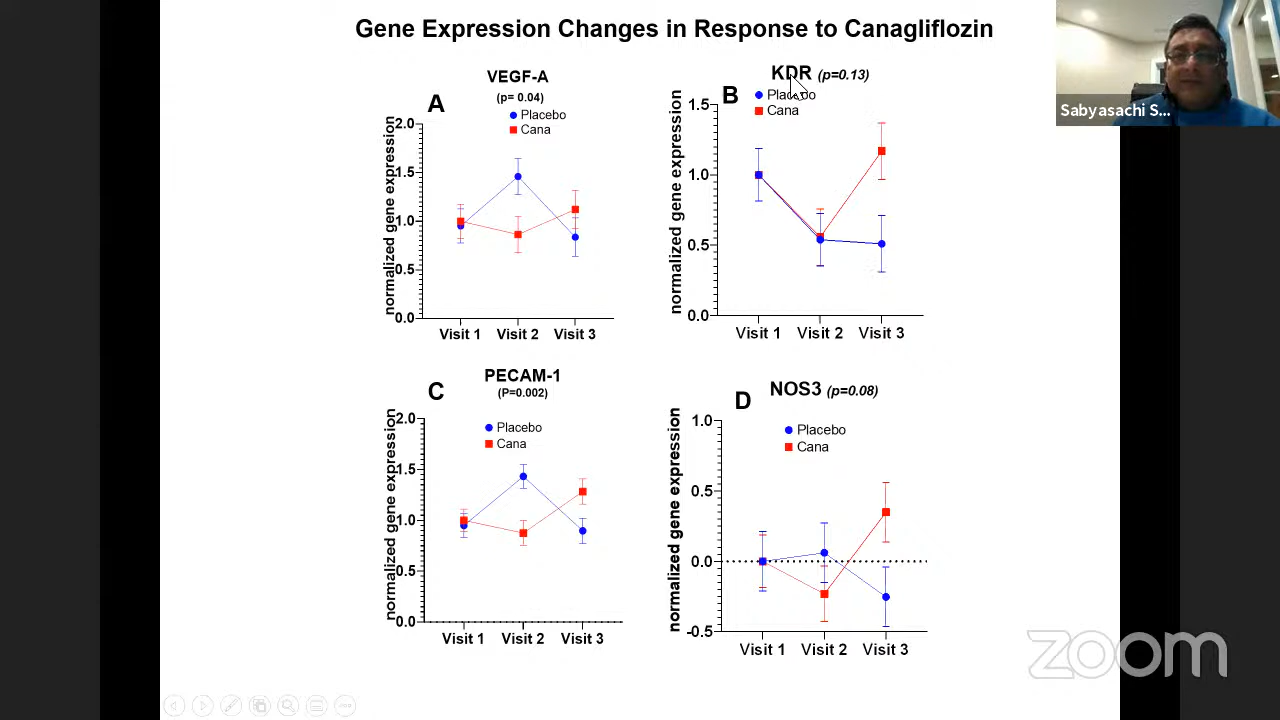 Gene Expression Changes in Response to Canagliflozin
Sabyasachi S...
VEGF-A
(p= 0.04)
A
Placebo
Cana
normalized gene expression
2.0
1.5
1.0
0.5
0.0
Visit 1 Visit 2 Visit 3
KDR (p=0.13)
B
Placebo
Cana
normalized gene expression
1.5
1.0
0.5
0.0
Visit 1 Visit 2 Visit 3
PECAM-1
(P=0.002)
C
Placebo
Cana
normalized gene expression
2.0
1.5
1.0
0.5
0.0
Visit 1 Visit 2 Visit 3
NOS3 (p=0.08)
D
Placebo
Cana
normalized gene expression
1.0
0.5
0.0
-0.5
Visit 1 Visit 2 Visit 3
zoom